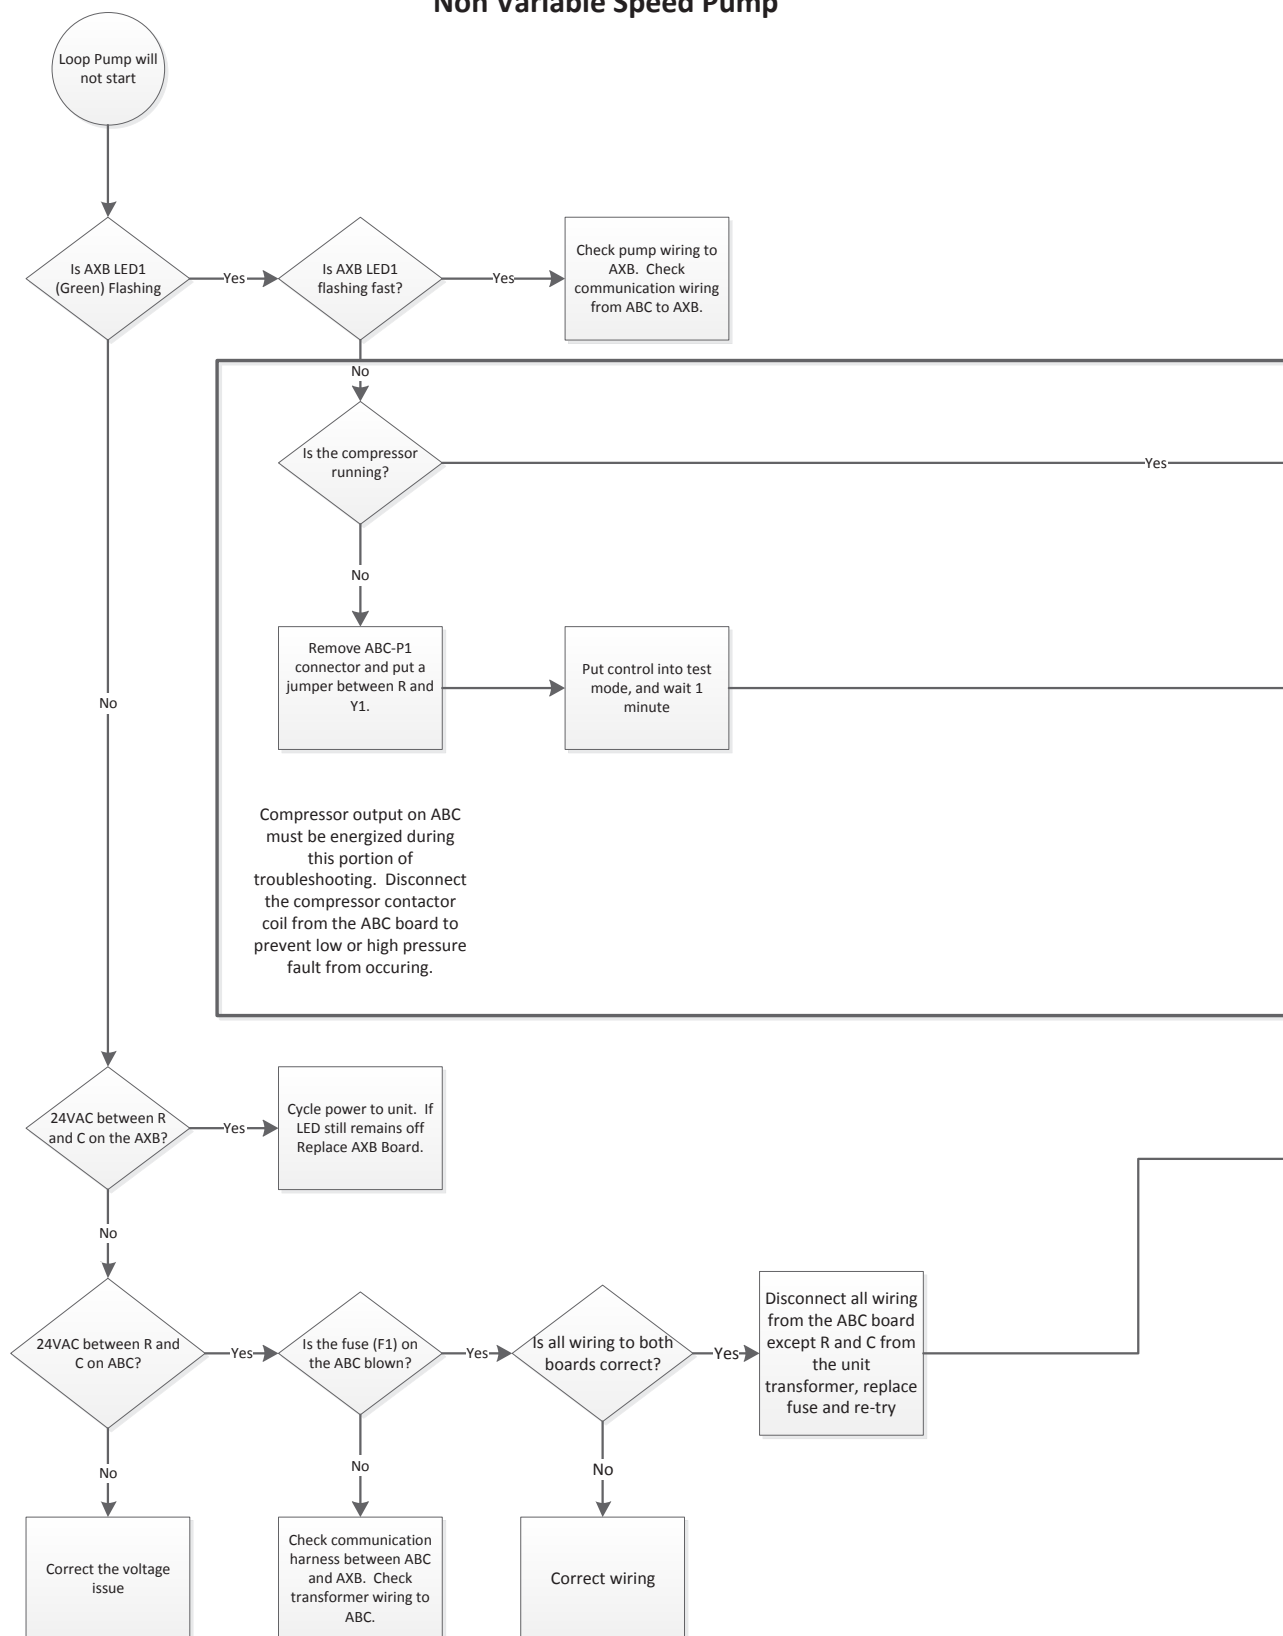 Non Variable Speed Pump
Loop Pump will
not start
Is AXB LED1
(Green) Flashing
Yes
Is AXB LED1
flashing fast?
Yes
Check pump wiring to
AXB. Check
communication wiring
from ABC to AXB.
No
Is the compressor
running?
Yes
No
Remove ABC-P1
connector and put a
jumper between R and
Y1.
Put control into test
mode, and wait 1
minute
No
Compressor output on ABC
must be energized during
this portion of
troubleshooting. Disconnect
the compressor contactor
coil from the ABC board to
prevent low or high pressure
fault from occuring.
24VAC between R
and C on the AXB?
Yes
Cycle power to unit. If
LED still remains off
Replace AXB Board.
No
24VAC between R and
C on ABC?
Yes
Is the fuse (F1) on
the ABC blown?
Yes
Is all wiring to both
boards correct?
Yes
Disconnect all wiring
from the ABC board
except R and C from
the unit
transformer, replace
fuse and re-try
No
No
No
Correct the voltage
issue
Check communication
harness between ABC
and AXB. Check
transformer wiring to
ABC.
Correct wiring